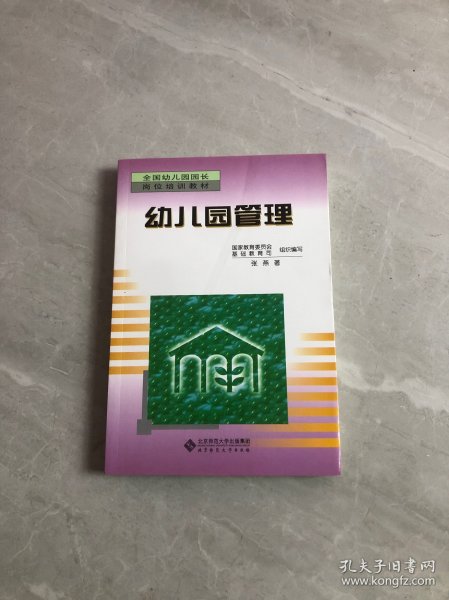 全国幼儿园园长
岗位培训教材
幼儿园管理
国家教育委员会
基础教育司
组织编写
张燕 著
北京师范大学出版集团
北京师范大学出版社
孔夫子旧书网
www.kongfz.com